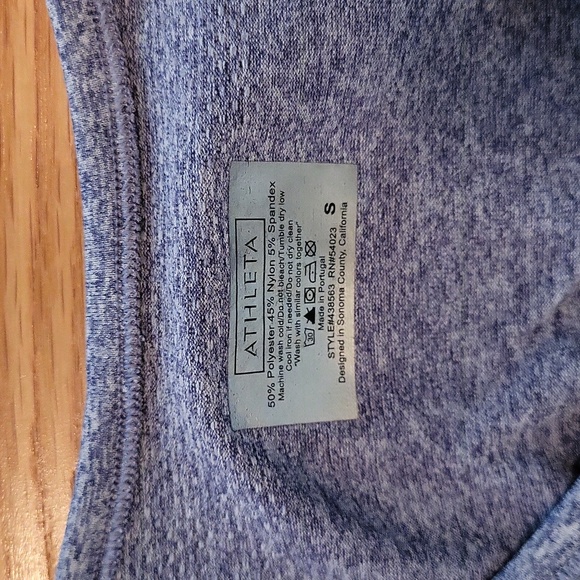 ATHLETA
50% Polyester 45% Nylon 5% Spandex
Machine wash cold/Do not bleach/Tumble dry low
Cool iron if needed/Do not dry clean
"Wash with similar colors together"
30
Made in Portugal
STYLE#438563 RN#54023
Designed in Sonoma County, California
S